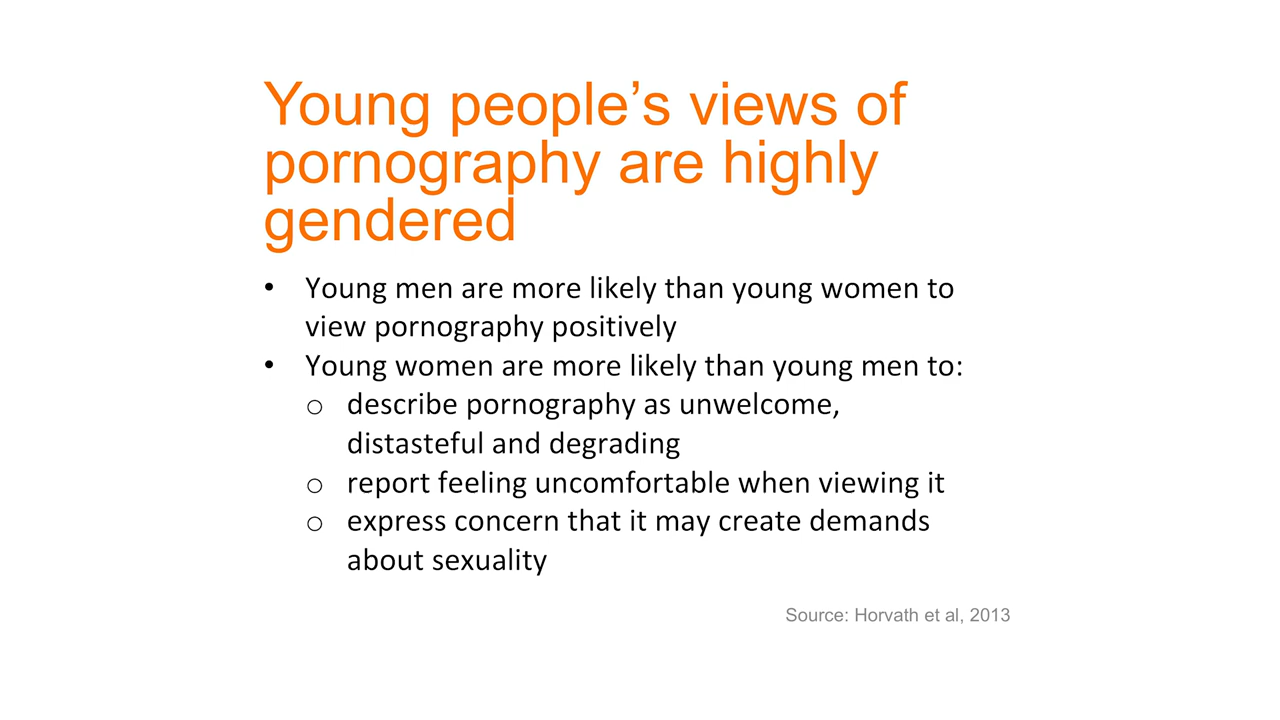 Young people’s views of
pornography are highly
gendered
• Young men are more likely than young women to
view pornography positively
• Young women are more likely than young men to:
o describe pornography as unwelcome,
distasteful and degrading
o report feeling uncomfortable when viewing it
o express concern that it may create demands
about sexuality
Source: Horvath et al, 2013